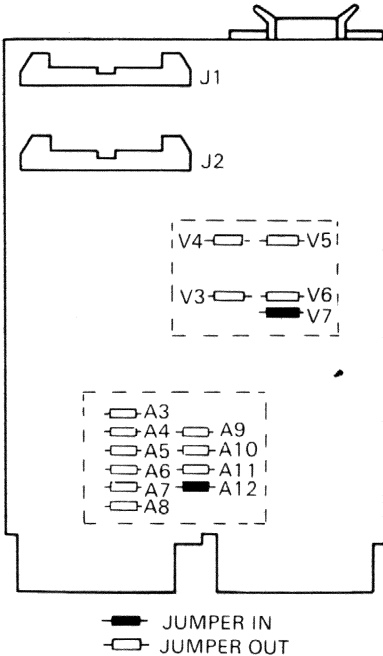 J1
J2
V4 V5
V3 V6
V7
A3
A4 A9
A5 A10
A6 A11
A7 A12
A8
JUMPER IN
JUMPER OUT